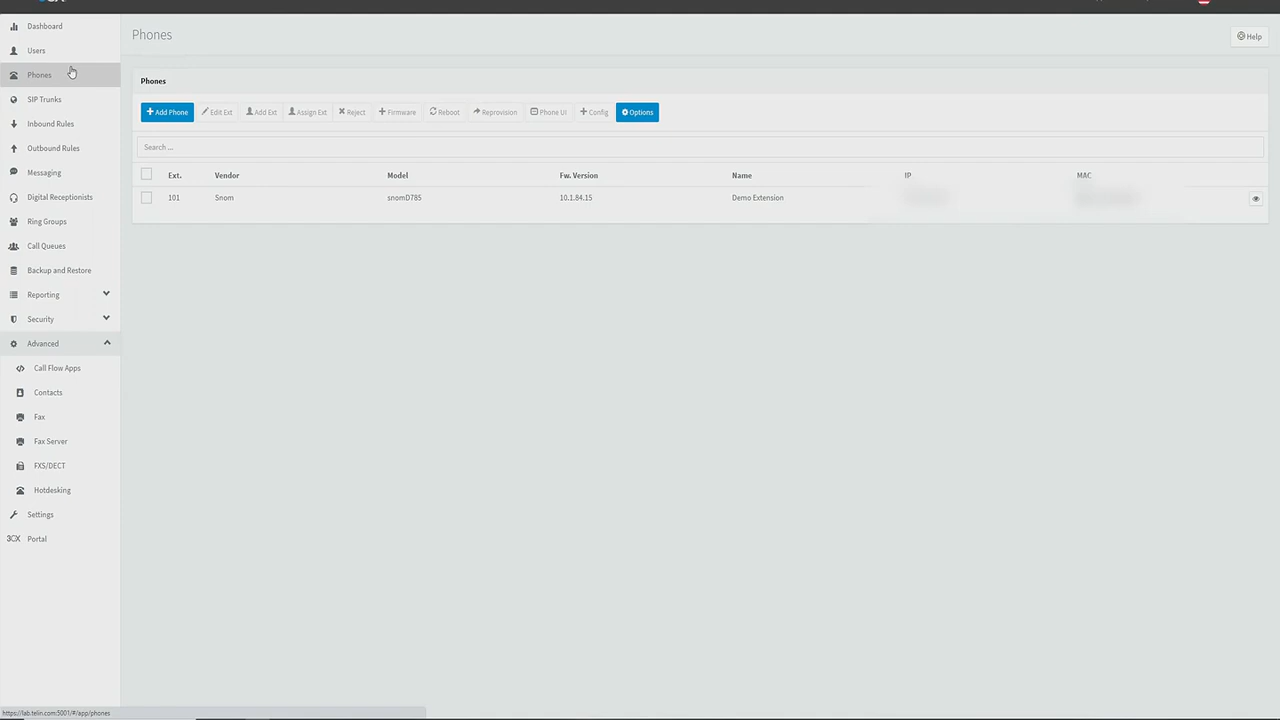 Dashboard
Users
Phones
SIP Trunks
Inbound Rules
Outbound Rules
Messaging
Digital Receptionists
Ring Groups
Call Queues
Backup and Restore
Reporting
Security
Advanced
Call Flow Apps
Contacts
Fax
Fax Server
FXS/DECT
Hotdesking
Settings
3CX Portal
Phones
Help
Phones
+ Add Phone Edit Ext Add Ext Assign Ext Reject + Firmware Reboot Reprovision Phone UI + Config Options
Search ...
Ext. Vendor Model Fw. Version Name IP MAC
101 Snom snomD785 10.1.84.15 Demo Extension
https://lab.telin.com:5001/#/app/phones